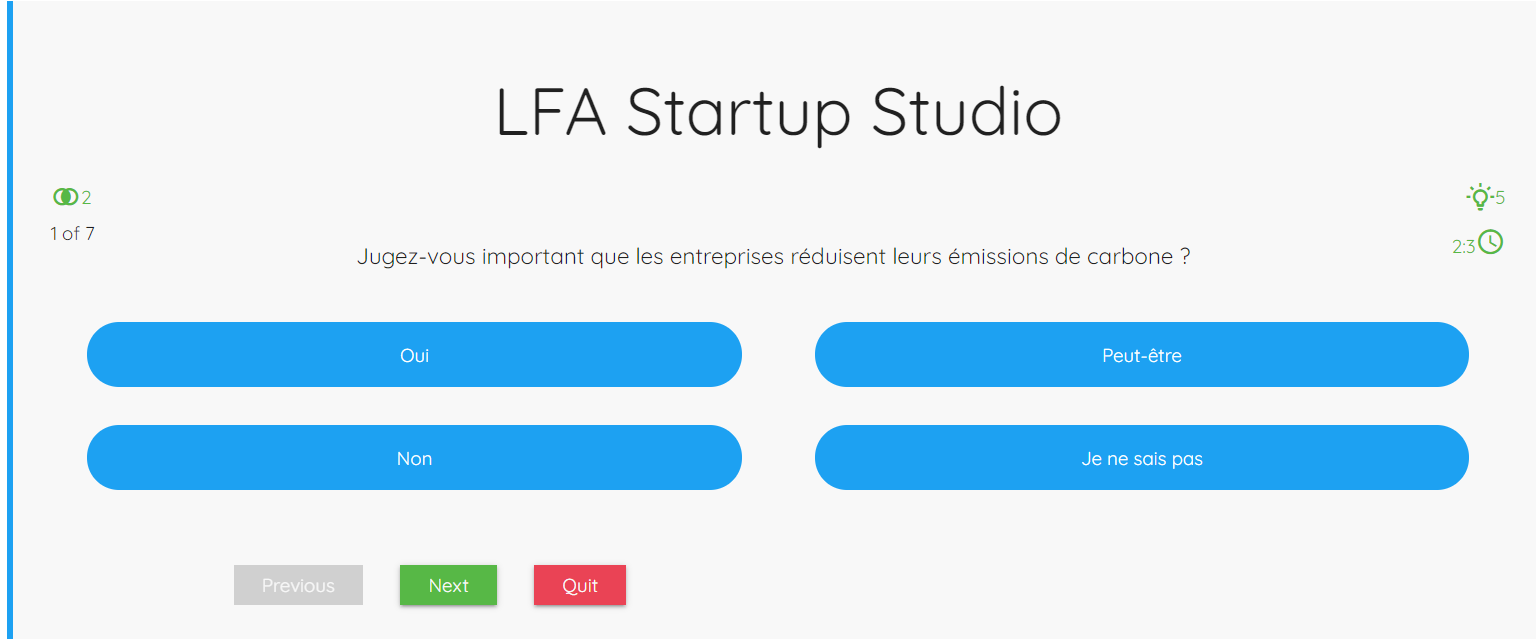 LFA Startup Studio
2
5
1 of 7
2:3
Jugez-vous important que les entreprises réduisent leurs émissions de carbone ?
Oui
Peut-être
Non
Je ne sais pas
Previous
Next
Quit